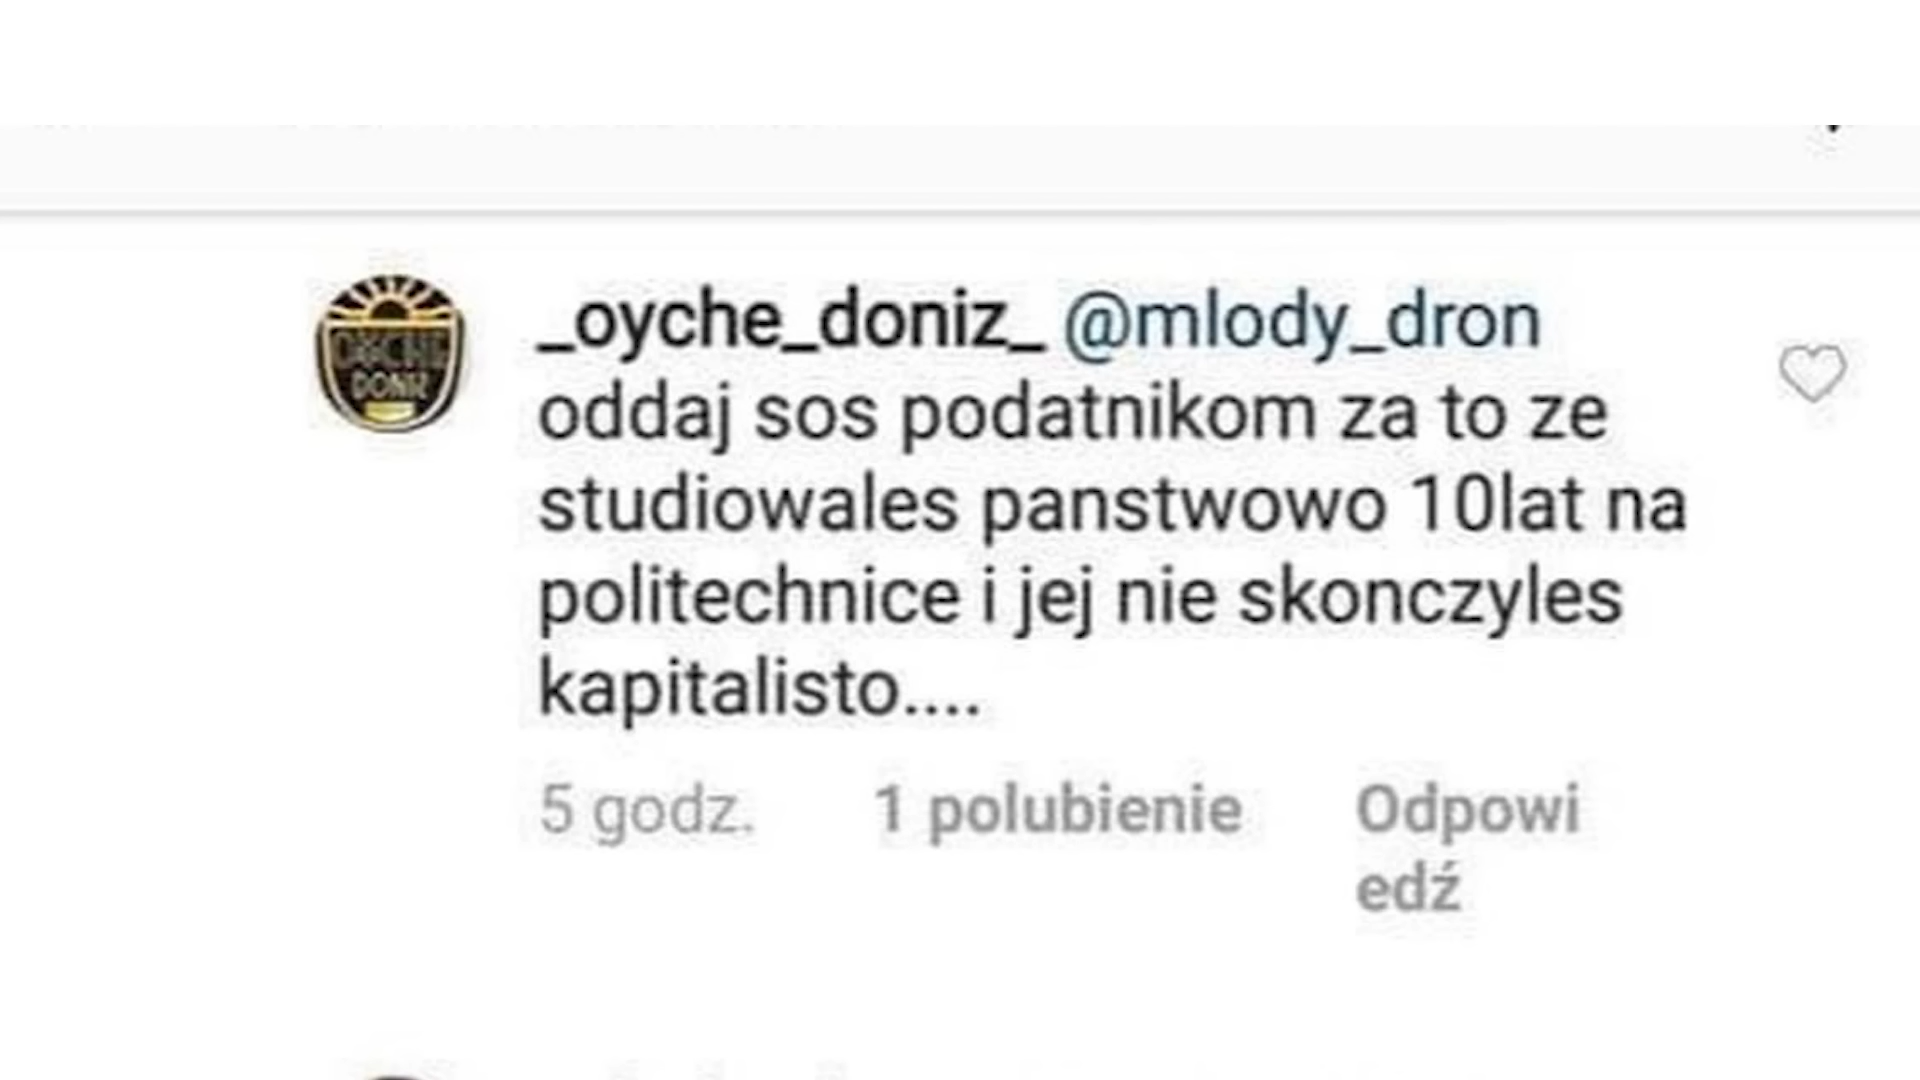 _oyche_doniz_ @mlody_dron
oddaj sos podatnikom za to ze
studiowales panstwowo 10lat na
politechnice i jej nie skonczyles
kapitalisto....
5 godz. 1 polubienie Odpowi
edź
DONIZ